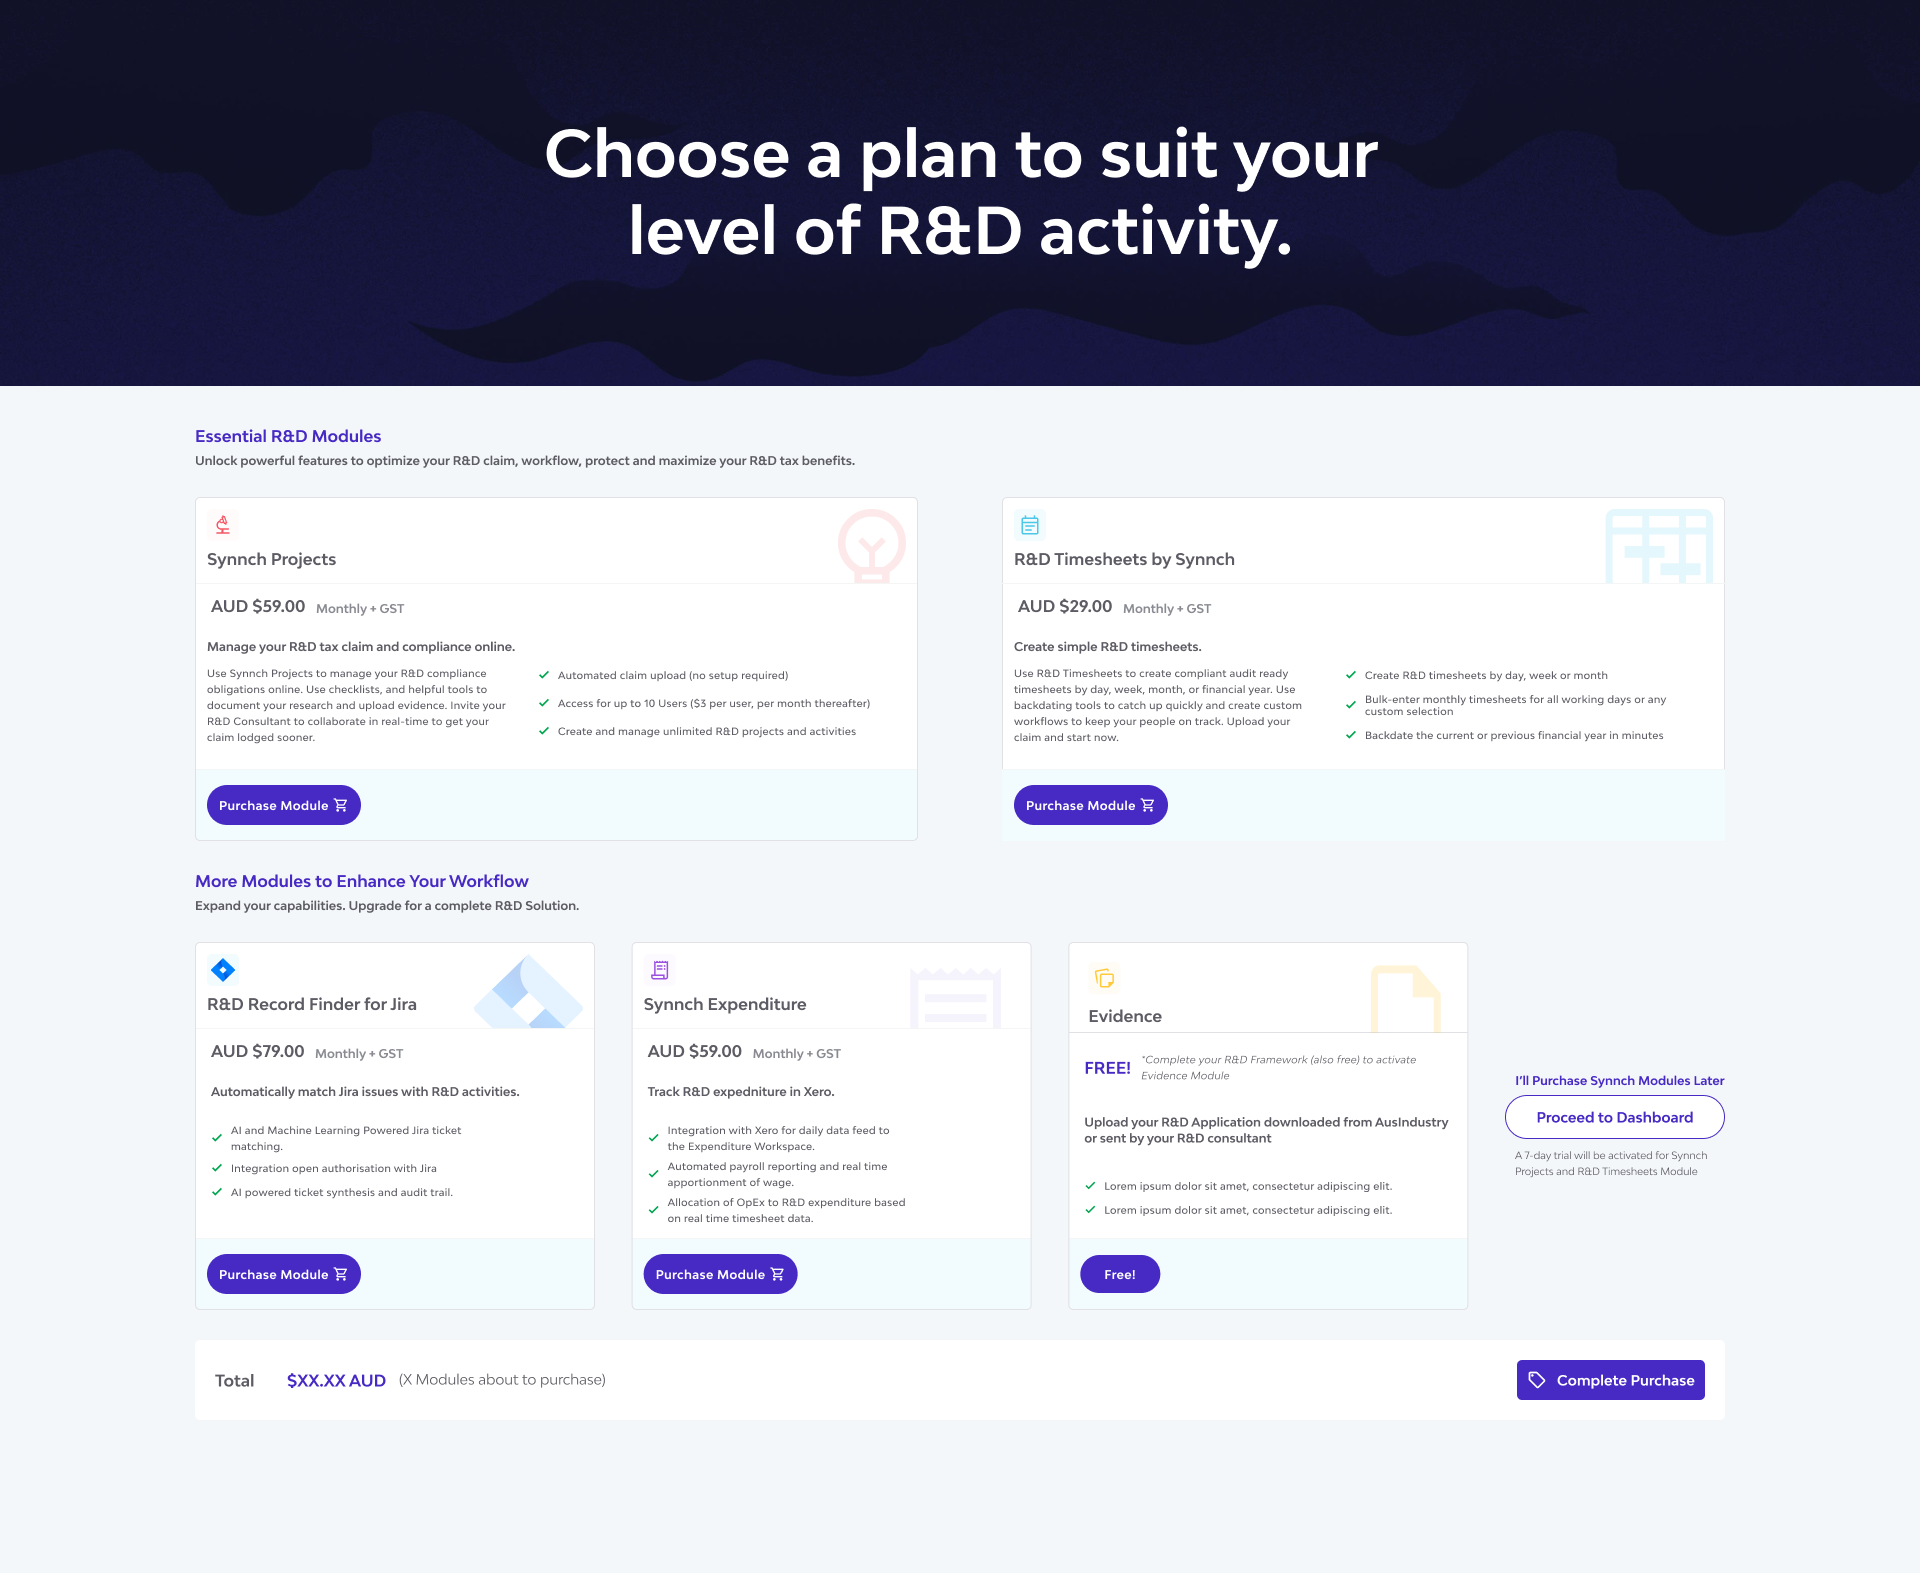 Choose a plan to suit your
level of R&D activity.
Essential R&D Modules
Unlock powerful features to optimize your R&D claim, workflow, protect and maximize your R&D tax benefits.
Synnch Projects
AUD $59.00 Monthly + GST
Manage your R&D tax claim and compliance online.
Use Synnch Projects to manage your R&D compliance
obligations online. Use checklists, and helpful tools to
document your research and upload evidence. Invite your
R&D Consultant to collaborate in real-time to get your
claim lodged sooner.
Automated claim upload (no setup required)
Access for up to 10 Users ($3 per user, per month thereafter)
Create and manage unlimited R&D projects and activities
Purchase Module
R&D Timesheets by Synnch
AUD $29.00 Monthly + GST
Create simple R&D timesheets.
Use R&D Timesheets to create compliant audit ready
timesheets by day, week, month, or financial year. Use
backdating tools to catch up quickly and create custom
workflows to keep your people on track. Upload your
claim and start now.
Create R&D timesheets by day, week or month
Bulk-enter monthly timesheets for all working days or any
custom selection
Backdate the current or previous financial year in minutes
Purchase Module
More Modules to Enhance Your Workflow
Expand your capabilities. Upgrade for a complete R&D Solution.
R&D Record Finder for Jira
AUD $79.00 Monthly + GST
Automatically match Jira issues with R&D activities.
AI and Machine Learning Powered Jira ticket
matching.
Integration open authorisation with Jira
AI powered ticket synthesis and audit trail.
Purchase Module
Synnch Expenditure
AUD $59.00 Monthly + GST
Track R&D expedniture in Xero.
Integration with Xero for daily data feed to
the Expenditure Workspace.
Automated payroll reporting and real time
apportionment of wage.
Allocation of OpEx to R&D expenditure based
on real time timesheet data.
Purchase Module
Evidence
FREE! *Complete your R&D Framework (also free) to activate
Evidence Module
Upload your R&D Application downloaded from AusIndustry
or sent by your R&D consultant
Lorem ipsum dolor sit amet, consectetur adipiscing elit.
Lorem ipsum dolor sit amet, consectetur adipiscing elit.
Free!
I'll Purchase Synnch Modules Later
Proceed to Dashboard
A 7-day trial will be activated for Synnch
Projects and R&D Timesheets Module
Total $XX.XX AUD (X Modules about to purchase)
Complete Purchase